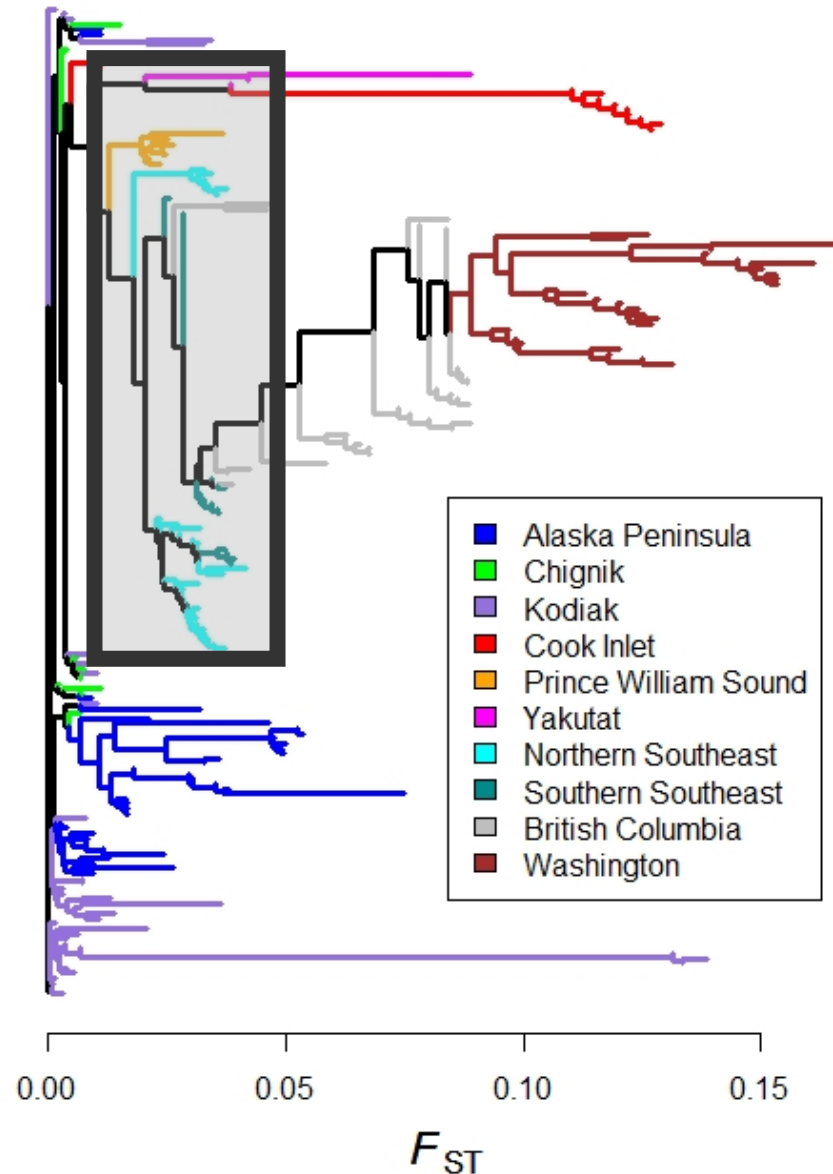 Alaska Peninsula
Chignik
Kodiak
Cook Inlet
Prince William Sound
Yakutat
Northern Southeast
Southern Southeast
British Columbia
Washington
0.00 0.05 0.10 0.15
FST